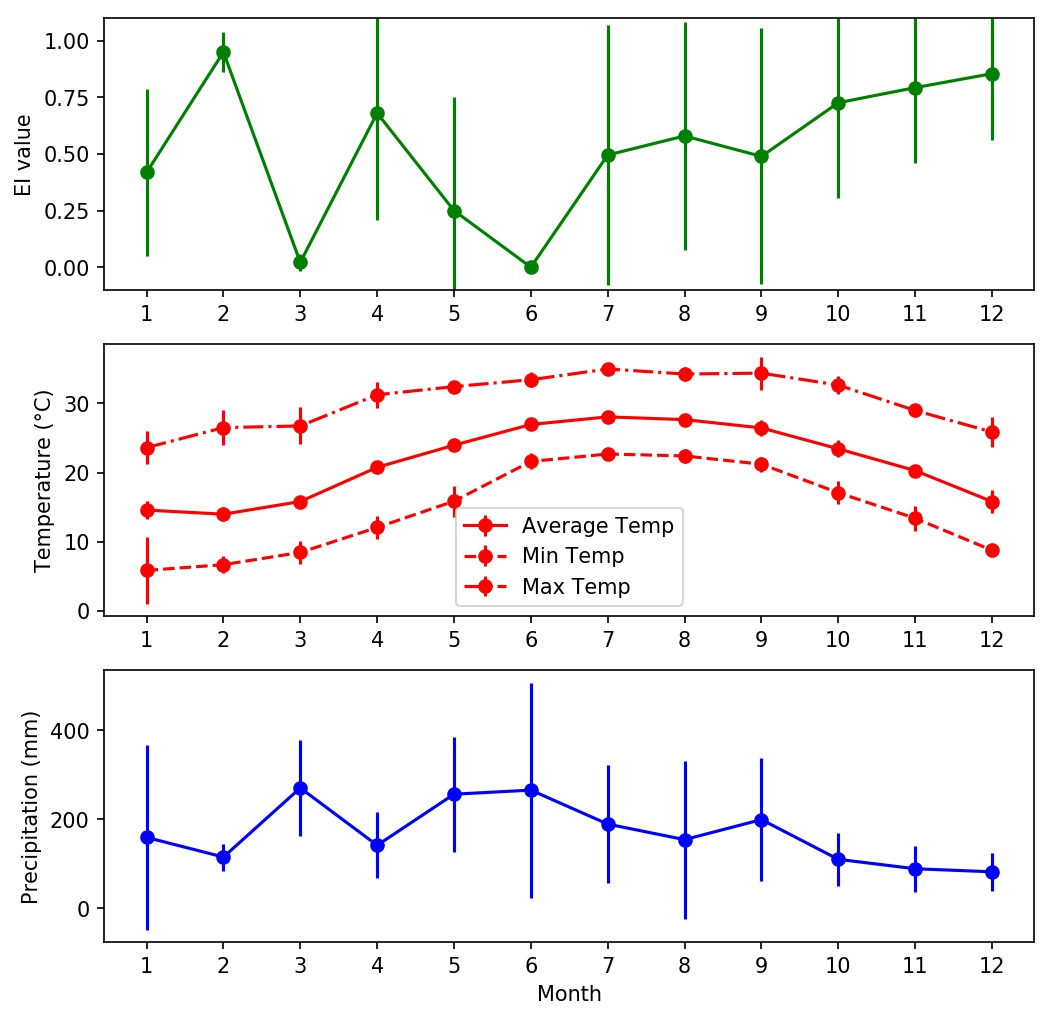 1.00
0.75
0.50
0.25
0.00
EI value
1 2 3 4 5 6 7 8 9 10 11 12
30
20
10
0
Temperature (°C)
Average Temp
Min Temp
Max Temp
1 2 3 4 5 6 7 8 9 10 11 12
400
200
0
Precipitation (mm)
1 2 3 4 5 6 7 8 9 10 11 12
Month